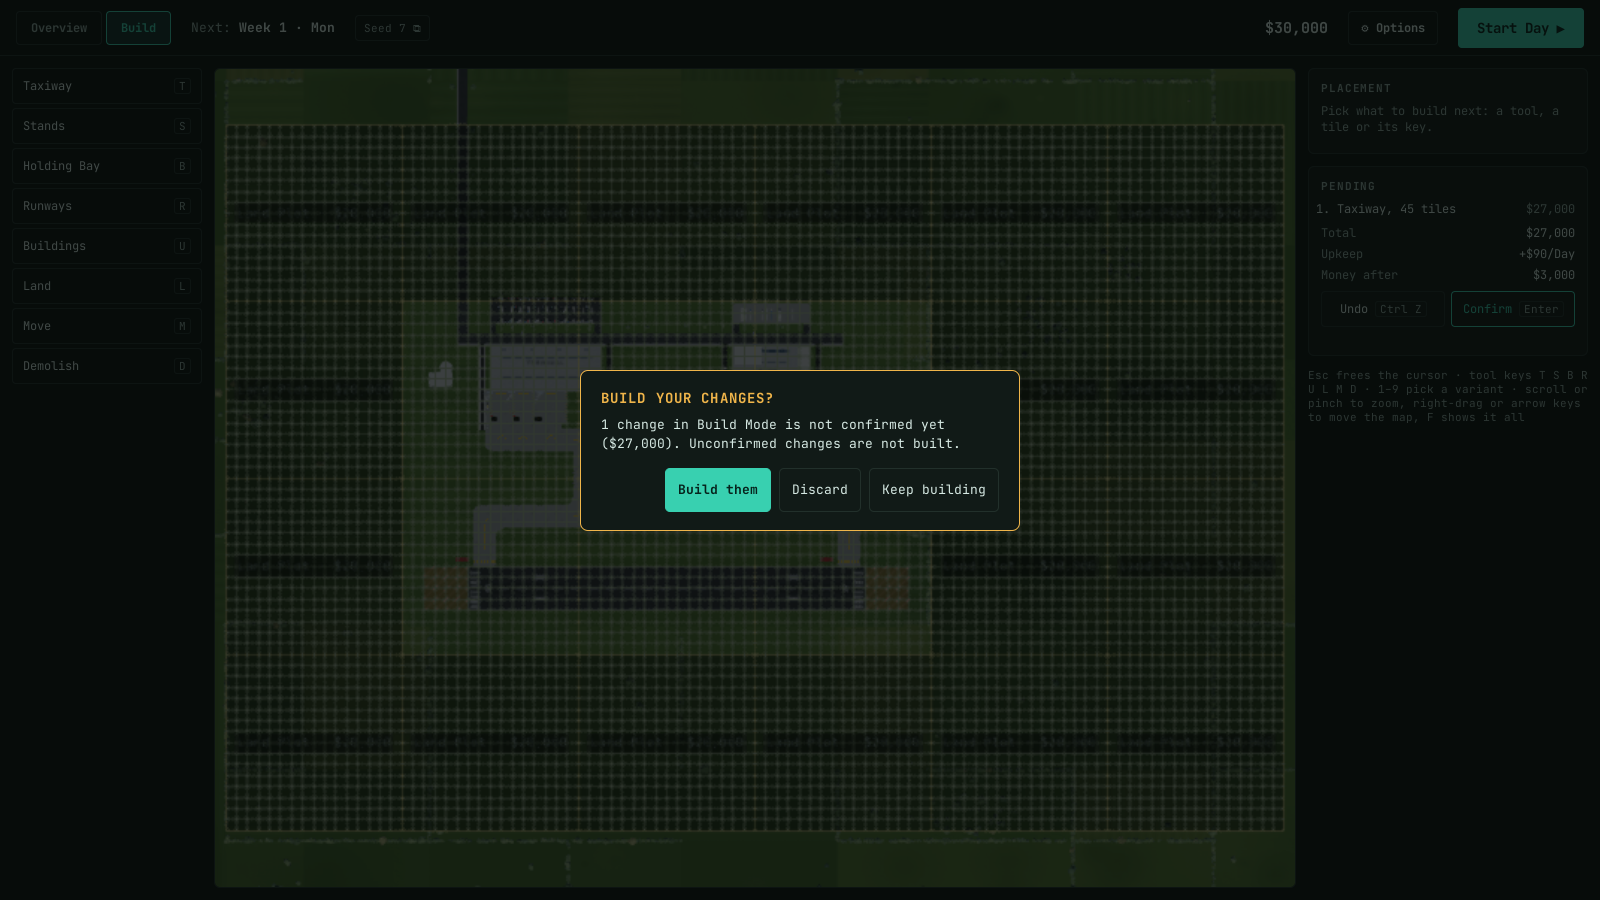 Overview
Build
Next: Week 1 · Mon
Seed 7
$30,000
⚙ Options
Start Day ▶
Taxiway T
Stands S
Holding Bay B
Runways R
Buildings U
Land L
Move M
Demolish D
PLACEMENT
Pick what to build next: a tool, a
tile or its key.
PENDING
1. Taxiway, 45 tiles $27,000
Total $27,000
Upkeep +$90/Day
Money after $3,000
Undo Ctrl Z
Confirm Enter
Esc frees the cursor · tool keys T S B R
U L M D · 1-9 pick a variant · scroll or
pinch to zoom, right-drag or arrow keys
to move the map, F shows it all
BUILD YOUR CHANGES?
1 change in Build Mode is not confirmed yet
($27,000). Unconfirmed changes are not built.
Build them
Discard
Keep building